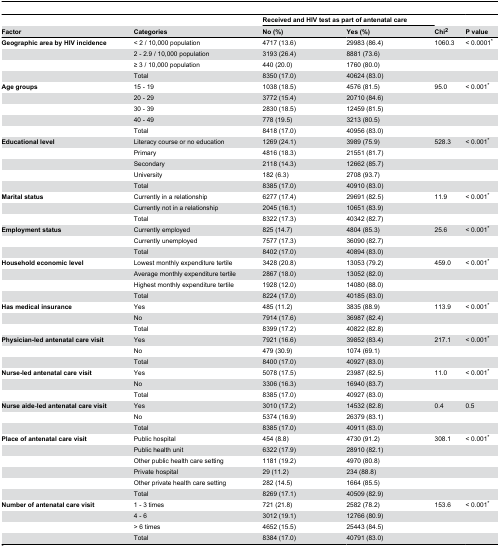 Received and HIV test as part of antenatal care
Factor Categories No (%) Yes (%) Chi2 P value
Geographic area by HIV incidence < 2 / 10,000 population 4717 (13.6) 29983 (86.4) 1060.3 < 0.0001*
2 - 2.9 / 10,000 population 3193 (26.4) 8881 (73.6)
≥ 3 / 10,000 population 440 (20.0) 1760 (80.0)
Total 8350 (17.0) 40624 (83.0)
Age groups 15 - 19 1038 (18.5) 4576 (81.5) 95.0 < 0.001*
20 - 29 3772 (15.4) 20710 (84.6)
30 - 39 2830 (18.5) 12459 (81.5)
40 - 49 778 (19.5) 3213 (80.5)
Total 8418 (17.0) 40956 (83.0)
Educational level Literacy course or no education 1269 (24.1) 3989 (75.9) 528.3 < 0.001*
Primary 4816 (18.3) 21551 (81.7)
Secondary 2118 (14.3) 12662 (85.7)
University 182 (6.3) 2708 (93.7)
Total 8385 (17.0) 40910 (83.0)
Marital status Currently in a relationship 6277 (17.4) 29691 (82.5) 11.9 < 0.001*
Currently not in a relationship 2045 (16.1) 10651 (83.9)
Total 8322 (17.3) 40342 (82.7)
Employment status Currently employed 825 (14.7) 4804 (85.3) 25.6 < 0.001*
Currently unemployed 7577 (17.3) 36090 (82.7)
Total 8402 (17.0) 40894 (83.0)
Household economic level Lowest monthly expenditure tertile 3428 (20.8) 13053 (79.2) 459.0 < 0.001*
Average monthly expenditure tertile 2867 (18.0) 13052 (82.0)
Highest monthly expenditure tertile 1928 (12.0) 14080 (88.0)
Total 8224 (17.0) 40185 (83.0)
Has medical insurance Yes 485 (11.2) 3835 (88.9) 113.9 < 0.001*
No 7914 (17.6) 36987 (82.4)
Total 8399 (17.2) 40822 (82.8)
Physician-led antenatal care visit Yes 7921 (16.6) 39852 (83.4) 217.1 < 0.001*
No 479 (30.9) 1074 (69.1)
Total 8400 (17.0) 40927 (83.0)
Nurse-led antenatal care visit Yes 5078 (17.5) 23987 (82.5) 11.0 < 0.001*
No 3306 (16.3) 16940 (83.7)
Total 8385 (17.0) 40927 (83.0)
Nurse aide-led antenatal care visit Yes 3010 (17.2) 14532 (82.8) 0.4 0.5
No 5374 (16.9) 26379 (83.1)
Total 8385 (17.0) 40911 (83.0)
Place of antenatal care visit Public hospital 454 (8.8) 4730 (91.2) 308.1 < 0.001*
Public health unit 6322 (17.9) 28910 (82.1)
Other public health care setting 1181 (19.2) 4970 (80.8)
Private hospital 29 (11.2) 234 (88.8)
Other private health care setting 282 (14.5) 1664 (85.5)
Total 8269 (17.1) 40509 (82.9)
Number of antenatal care visit 1 - 3 times 721 (21.8) 2582 (78.2) 153.6 < 0.001*
4 - 6 3012 (19.1) 12766 (80.9)
> 6 times 4652 (15.5) 25443 (84.5)
Total 8384 (17.0) 40791 (83.0)